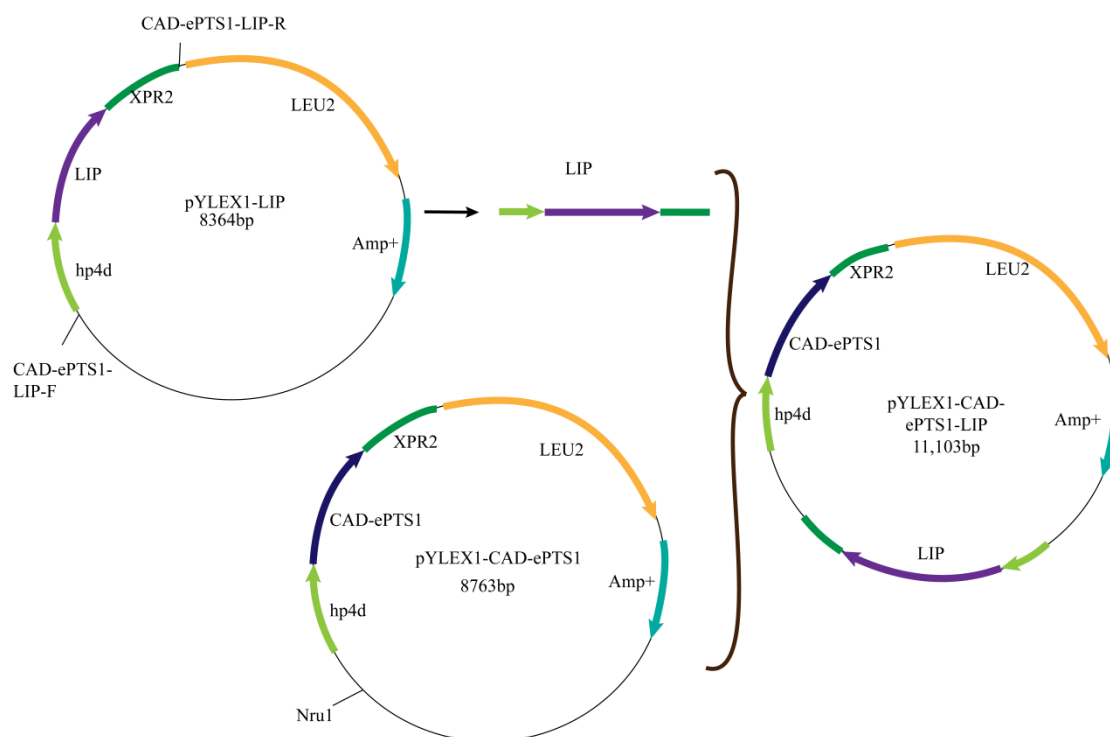 CAD-ePTS1-LIP-R
XPR2
LEU2
LIP
pYLEX1-LIP
8364bp
Amp+
hp4d
CAD-ePTS1-
LIP-F
LIP
XPR2
LEU2
CAD-ePTS1
pYLEX1-CAD-ePTS1
8763bp
Amp+
hp4d
Nru1
XPR2
LEU2
CAD-ePTS1
hp4d
pYLEX1-CAD-
ePTS1-LIP
11,103bp
Amp+
LIP